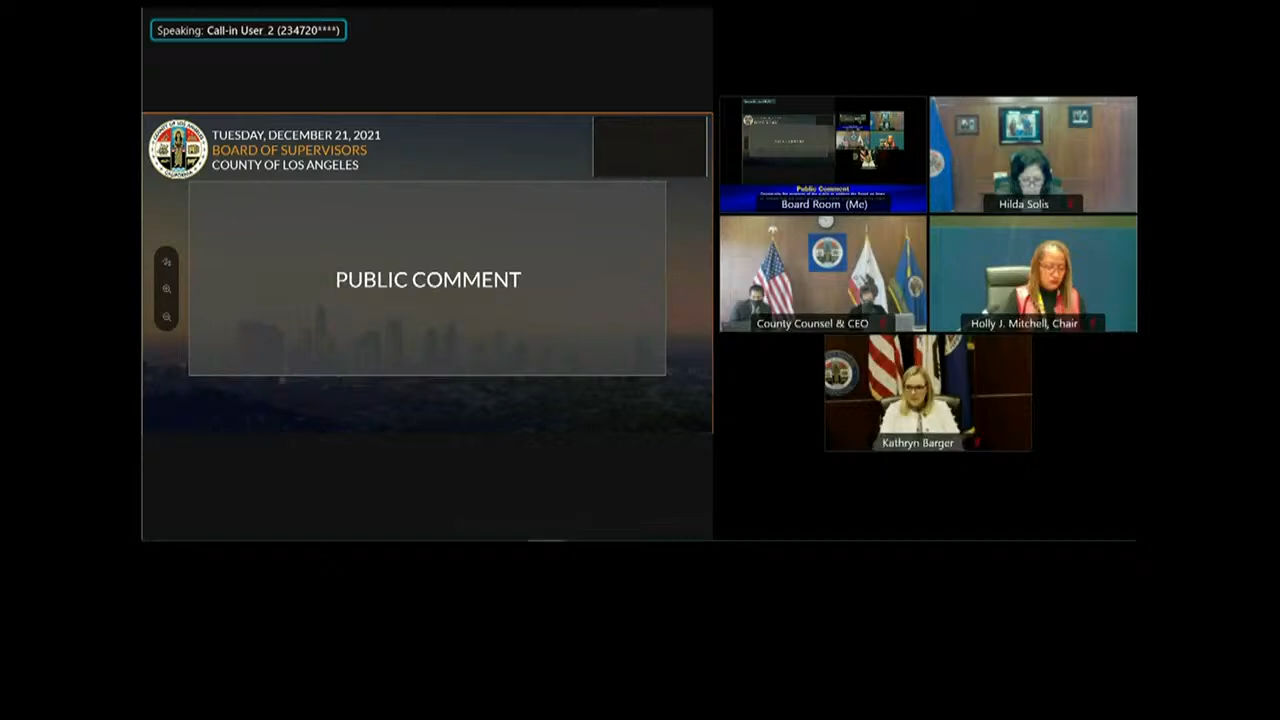 Speaking: Call-in User 2 (234720****)
TUESDAY, DECEMBER 21, 2021
BOARD OF SUPERVISORS
COUNTY OF LOS ANGELES
PUBLIC COMMENT
Public Comment
Board Room (Me)
Hilda Solis
County Counsel & CEO
Holly J. Mitchell, Chair
Kathryn Barger